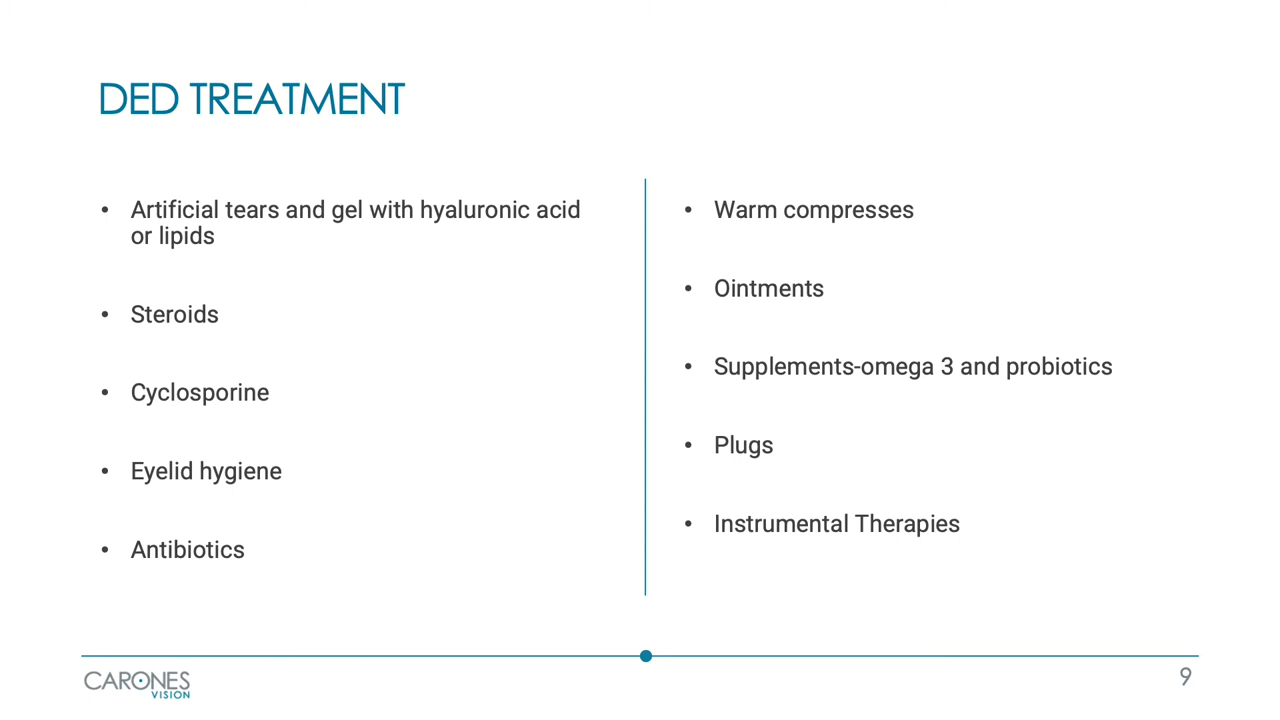 DED TREATMENT
• Artificial tears and gel with hyaluronic acid
or lipids
• Steroids
• Cyclosporine
• Eyelid hygiene
• Antibiotics
• Warm compresses
• Ointments
• Supplements-omega 3 and probiotics
• Plugs
• Instrumental Therapies
CARONES
VISION
9